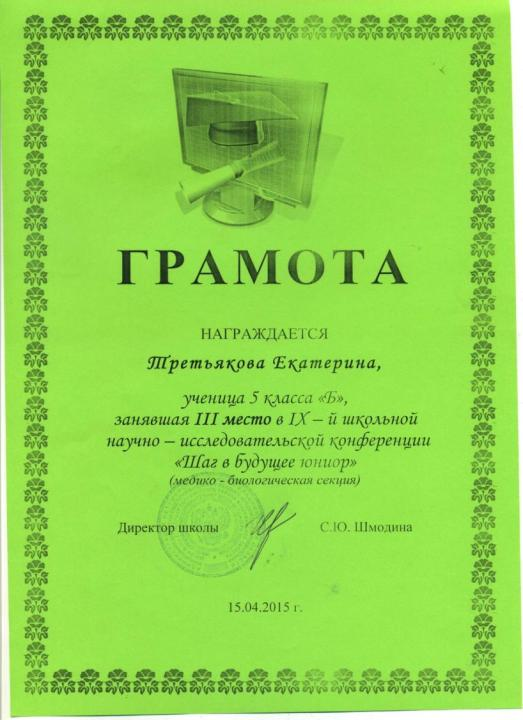 ГРАМОТА
НАГРАЖДАЕТСЯ
Третьякова Екатерина,
ученица 5 класса «Б»,
занявшая III место в IX – й школьной
научно – исследовательской конференции
«Шаг в будущее юниор»
(медико - биологическая секция)
Директор школы С.Ю. Шмодина
15.04.2015 г.